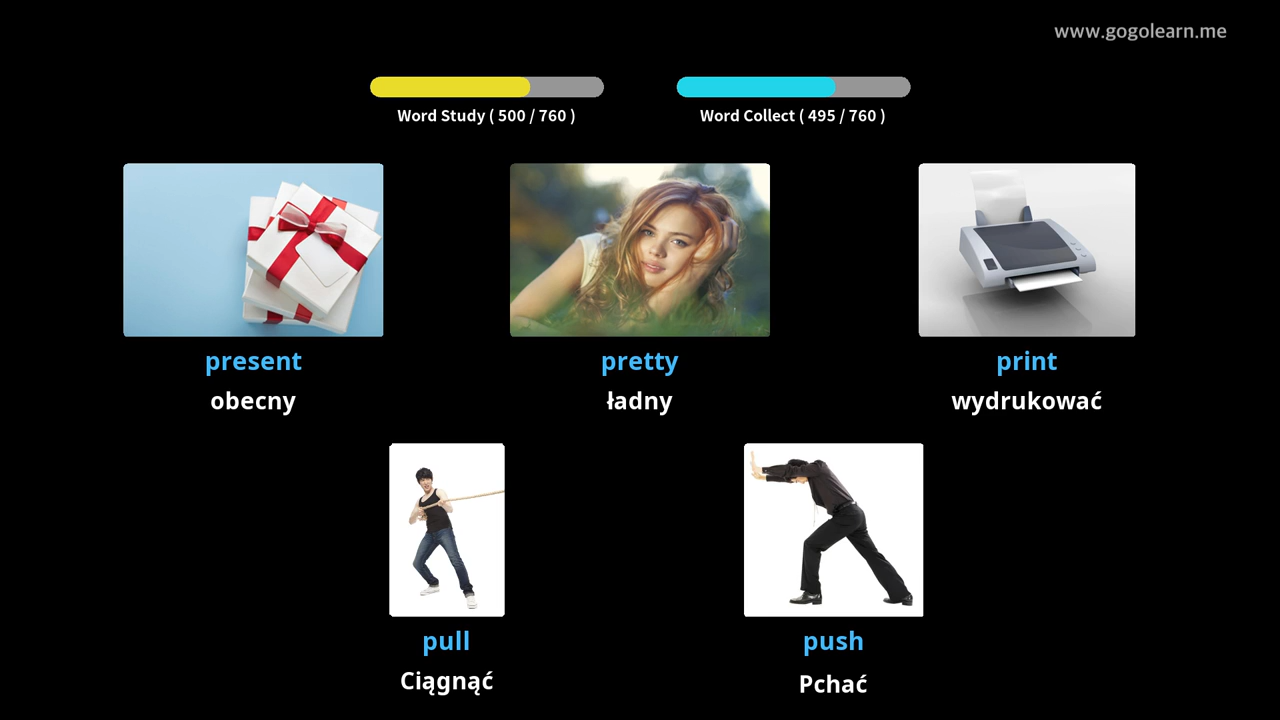 www.gogolearn.me
Word Study ( 500 / 760 )
Word Collect ( 495 / 760 )
present
obecny
pretty
ładny
print
wydrukować
pull
Ciągnąć
push
Pchać